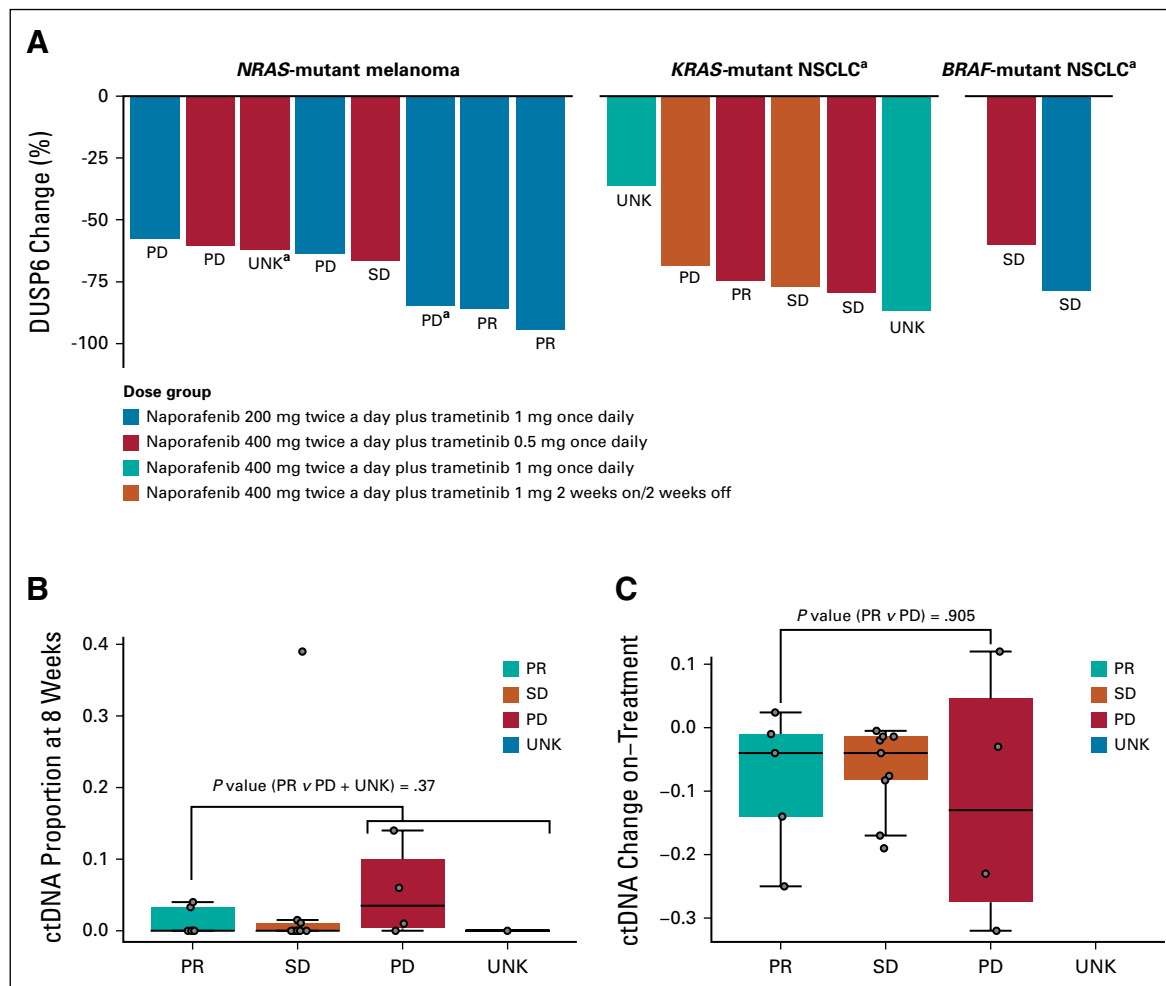 A
NRAS-mutant melanoma
KRAS-mutant NSCLCa
BRAF-mutant NSCLCa
DUSP6 Change (%)
0
-25
-50
-75
-100
PD
PD
UNKa
PD
SD
PDa
PR
PR
UNK
PD
PR
SD
SD
UNK
SD
SD
Dose group
Naporafenib 200 mg twice a day plus trametinib 1 mg once daily
Naporafenib 400 mg twice a day plus trametinib 0.5 mg once daily
Naporafenib 400 mg twice a day plus trametinib 1 mg once daily
Naporafenib 400 mg twice a day plus trametinib 1 mg 2 weeks on/2 weeks off
B
ctDNA Proportion at 8 Weeks
0.4
0.3
0.2
0.1
0.0
P value (PR v PD + UNK) = .37
PR
SD
PD
UNK
PR
SD
PD
UNK
C
ctDNA Change on–Treatment
0.1
0.0
−0.1
−0.2
−0.3
P value (PR v PD) = .905
PR
SD
PD
UNK
PR
SD
PD
UNK